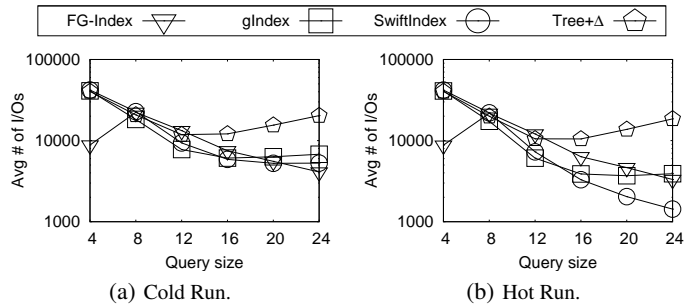 FG-Index gIndex SwiftIndex Tree+Δ
100000 100000
10000 10000
1000 1000
Avg # of I/Os Avg # of I/Os
4 8 12 16 20 24 4 8 12 16 20 24
Query size Query size
(a) Cold Run. (b) Hot Run.